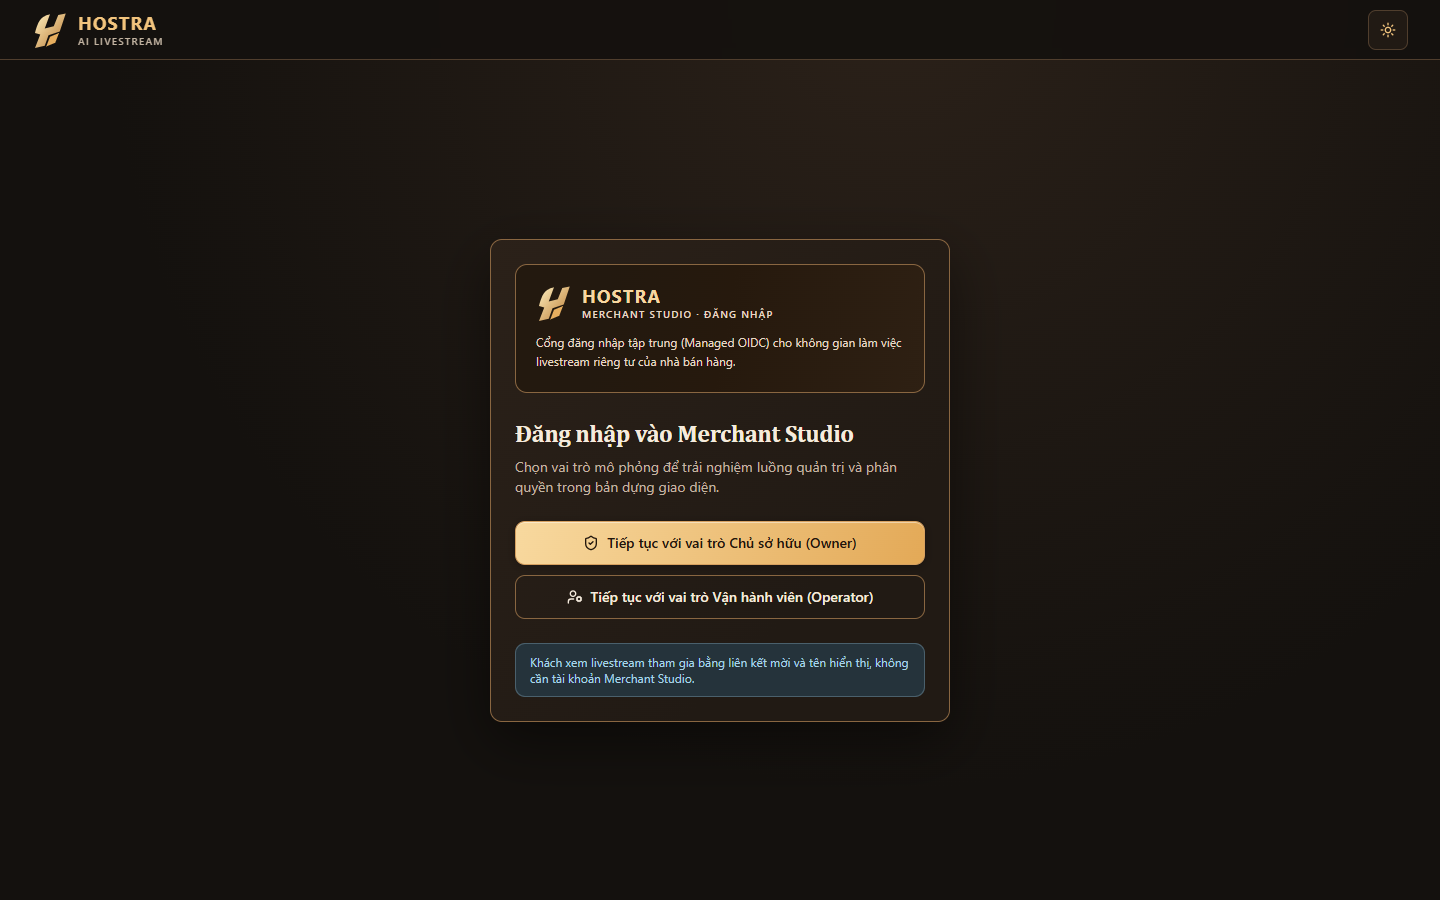 HOSTRA
AI LIVESTREAM
HOSTRA
MERCHANT STUDIO · ĐĂNG NHẬP
Cổng đăng nhập tập trung (Managed OIDC) cho không gian làm việc
livestream riêng tư của nhà bán hàng.
Đăng nhập vào Merchant Studio
Chọn vai trò mô phỏng để trải nghiệm luồng quản trị và phân
quyền trong bản dựng giao diện.
Tiếp tục với vai trò Chủ sở hữu (Owner)
Tiếp tục với vai trò Vận hành viên (Operator)
Khách xem livestream tham gia bằng liên kết mời và tên hiển thị, không
cần tài khoản Merchant Studio.